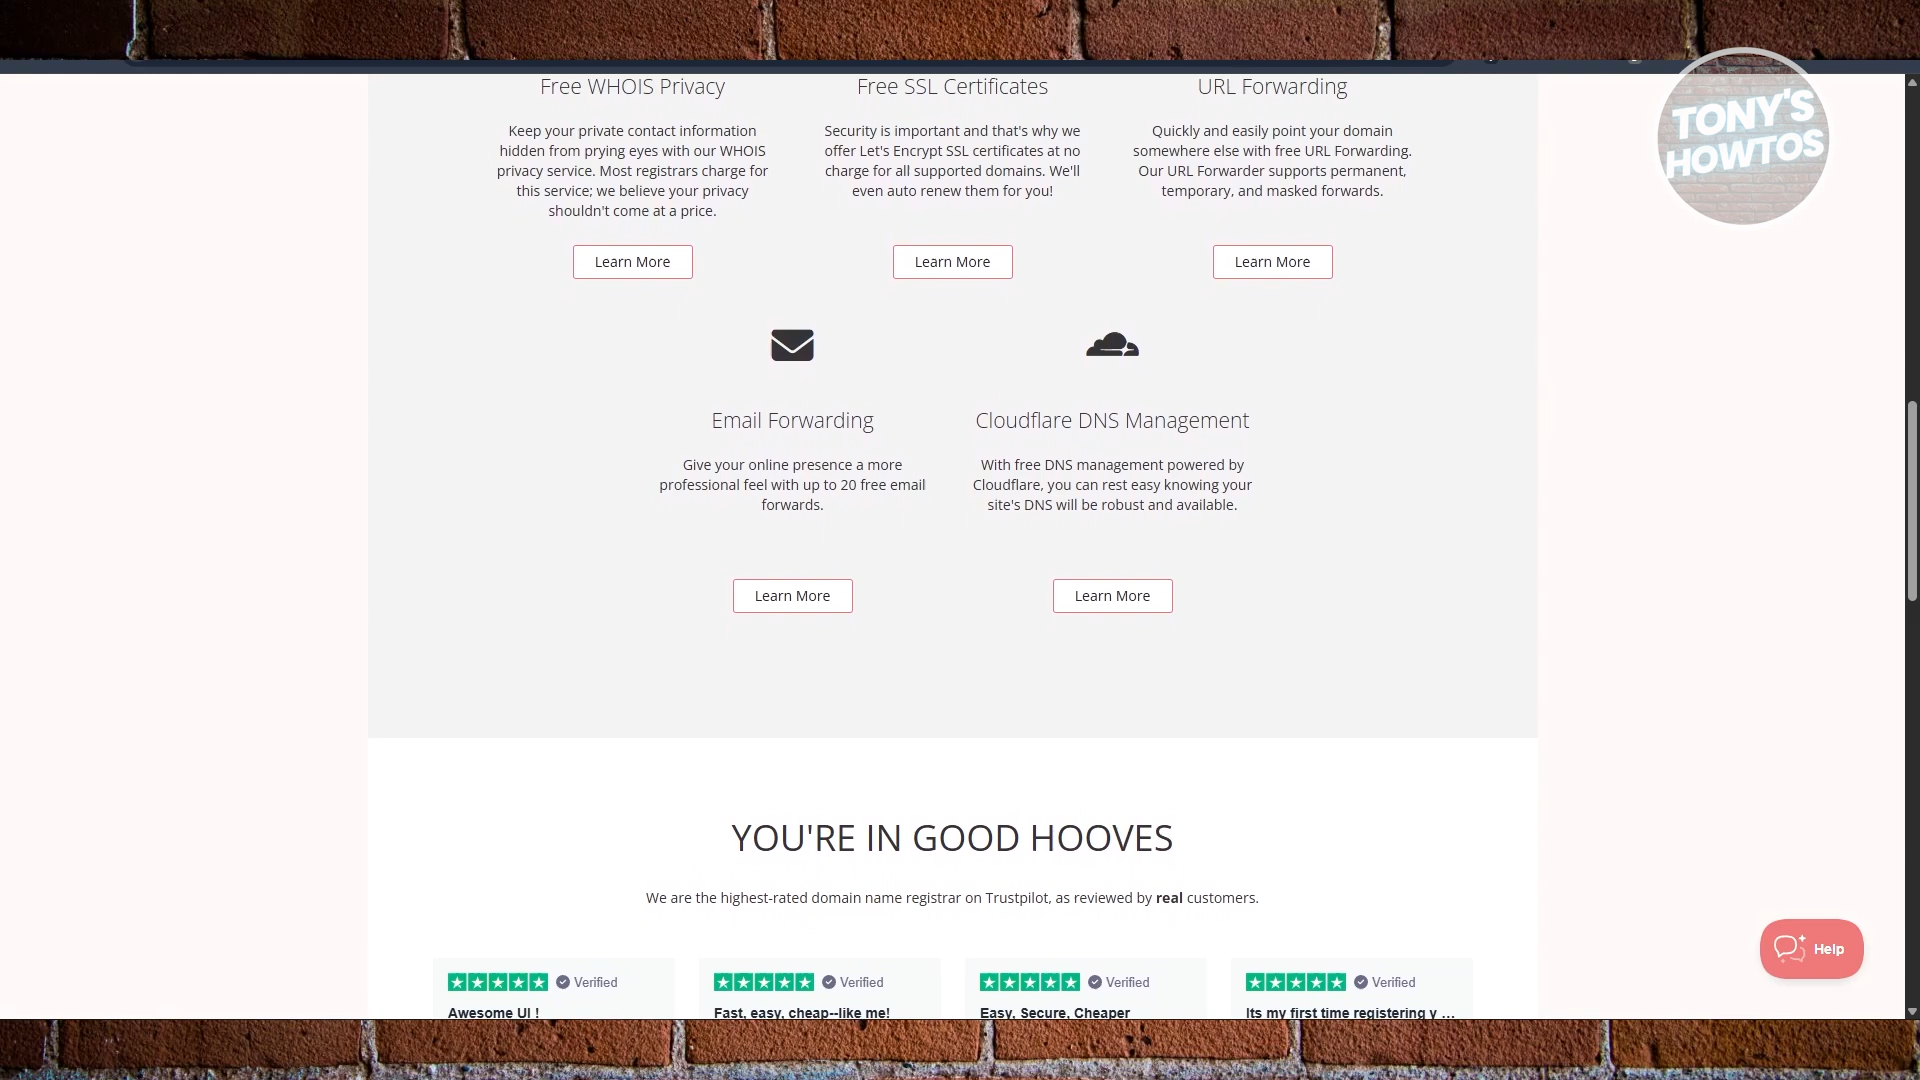 Free WHOIS Privacy
Keep your private contact information
hidden from prying eyes with our WHOIS
privacy service. Most registrars charge for
this service; we believe your privacy
shouldn't come at a price.
Learn More
Free SSL Certificates
Security is important and that's why we
offer Let's Encrypt SSL certificates at no
charge for all supported domains. We'll
even auto renew them for you!
Learn More
URL Forwarding
Quickly and easily point your domain
somewhere else with free URL Forwarding.
Our URL Forwarder supports permanent,
temporary, and masked forwards.
Learn More
TONY'S
HOWTOS
Email Forwarding
Give your online presence a more
professional feel with up to 20 free email
forwards.
Learn More
Cloudflare DNS Management
With free DNS management powered by
Cloudflare, you can rest easy knowing your
site's DNS will be robust and available.
Learn More
YOU'RE IN GOOD HOOVES
We are the highest-rated domain name registrar on Trustpilot, as reviewed by real customers.
Verified
Awesome UI !
Verified
Fast, easy, cheap--like me!
Verified
Easy, Secure, Cheaper
Verified
Its my first time registering y ...
Help